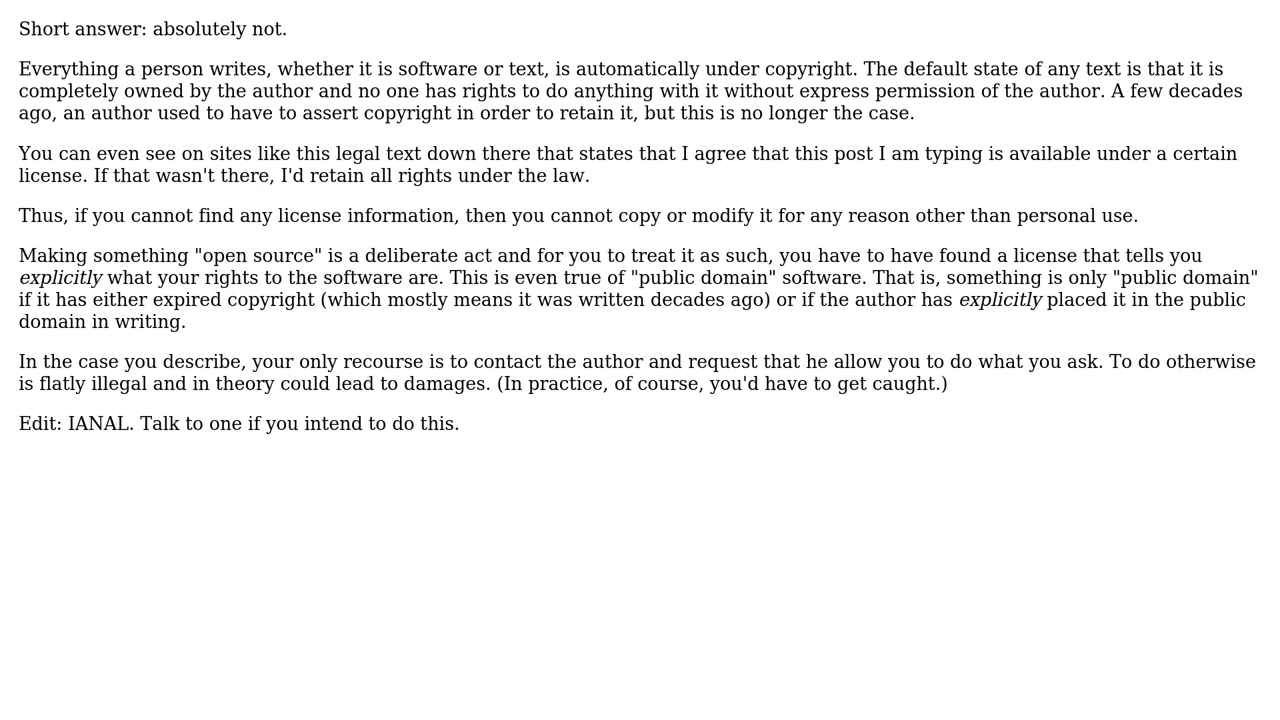 Short answer: absolutely not.
Everything a person writes, whether it is software or text, is automatically under copyright. The default state of any text is that it is
completely owned by the author and no one has rights to do anything with it without express permission of the author. A few decades
ago, an author used to have to assert copyright in order to retain it, but this is no longer the case.
You can even see on sites like this legal text down there that states that I agree that this post I am typing is available under a certain
license. If that wasn't there, I'd retain all rights under the law.
Thus, if you cannot find any license information, then you cannot copy or modify it for any reason other than personal use.
Making something "open source" is a deliberate act and for you to treat it as such, you have to have found a license that tells you
explicitly what your rights to the software are. This is even true of "public domain" software. That is, something is only "public domain"
if it has either expired copyright (which mostly means it was written decades ago) or if the author has explicitly placed it in the public
domain in writing.
In the case you describe, your only recourse is to contact the author and request that he allow you to do what you ask. To do otherwise
is flatly illegal and in theory could lead to damages. (In practice, of course, you'd have to get caught.)
Edit: IANAL. Talk to one if you intend to do this.